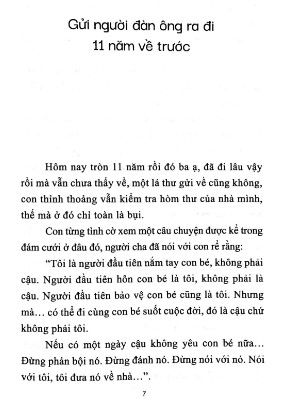 Gửi người đàn ông ra đi
11 năm về trước
Hôm nay tròn 11 năm rồi đó ba ạ, đã đi lâu vậy
rồi mà vẫn chưa thấy về, một lá thư gửi về cũng không,
con thỉnh thoảng vẫn kiểm tra hòm thư của nhà mình,
thế mà ở đó chỉ toàn là bụi.
Con từng tình cờ xem một câu chuyện được kể trong
đám cưới ở đâu đó, người cha đã nói với con rể rằng:
“Tôi là người đầu tiên nắm tay con bé, không phải
cậu. Người đầu tiên hôn con bé là tôi, không phải là
cậu. Người đầu tiên bảo vệ con bé cũng là tôi. Nhưng
mà... có thể đi cùng con bé suốt cuộc đời, đó là cậu chứ
không phải tôi.
Nếu có một ngày cậu không yêu con bé nữa...
Đừng phản bội nó. Đừng đánh nó. Đừng nói với nó. Nói
với tôi, tôi đưa nó về nhà...”.
7